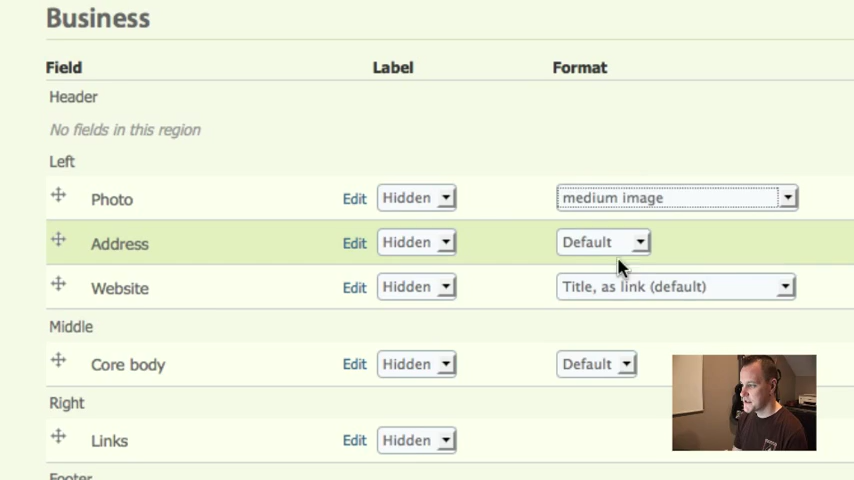 Business
Field Label Format
Header
No fields in this region
Left
Photo Edit Hidden medium image
Address Edit Hidden Default
Website Edit Hidden Title, as link (default)
Middle
Core body Edit Hidden Default
Right
Links Edit Hidden
Footer